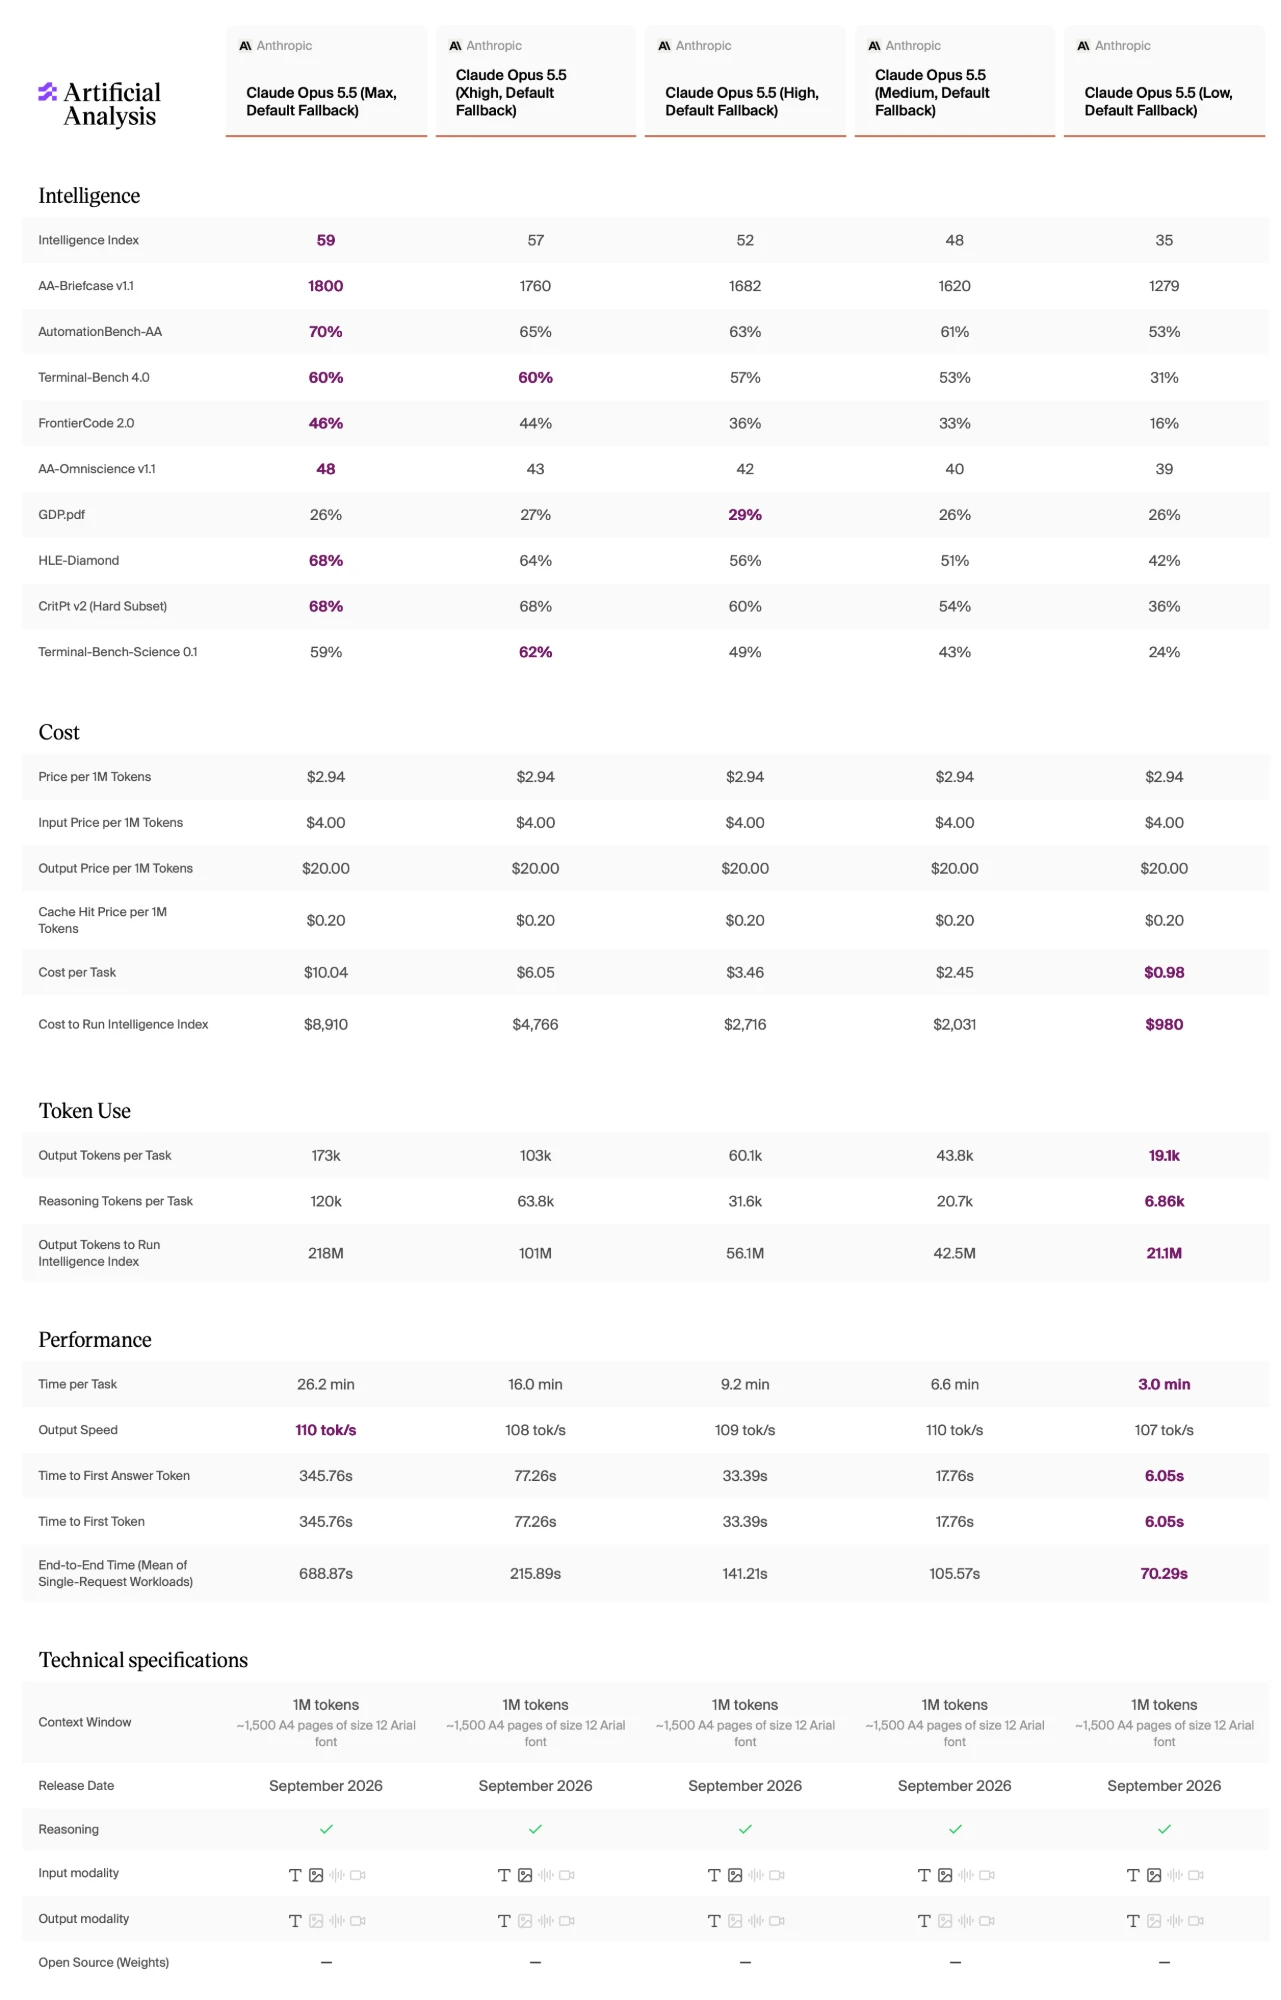 Artificial
Analysis
Anthropic
Claude Opus 5.5 (Max,
Default Fallback)
Anthropic
Claude Opus 5.5
(Xhigh, Default
Fallback)
Anthropic
Claude Opus 5.5 (High,
Default Fallback)
Anthropic
Claude Opus 5.5
(Medium, Default
Fallback)
Anthropic
Claude Opus 5.5 (Low,
Default Fallback)
Intelligence
Intelligence Index 59 57 52 48 35
AA-Briefcase v1.1 1800 1760 1682 1620 1279
AutomationBench-AA 70% 65% 63% 61% 53%
Terminal-Bench 4.0 60% 60% 57% 53% 31%
FrontierCode 2.0 46% 44% 36% 33% 16%
AA-Omniscience v1.1 48 43 42 40 39
GDP.pdf 26% 27% 29% 26% 26%
HLE-Diamond 68% 64% 56% 51% 42%
CritPt v2 (Hard Subset) 68% 68% 60% 54% 36%
Terminal-Bench-Science 0.1 59% 62% 49% 43% 24%
Cost
Price per 1M Tokens $2.94 $2.94 $2.94 $2.94 $2.94
Input Price per 1M Tokens $4.00 $4.00 $4.00 $4.00 $4.00
Output Price per 1M Tokens $20.00 $20.00 $20.00 $20.00 $20.00
Cache Hit Price per 1M
Tokens
$0.20 $0.20 $0.20 $0.20 $0.20
Cost per Task $10.04 $6.05 $3.46 $2.45 $0.98
Cost to Run Intelligence Index $8,910 $4,766 $2,716 $2,031 $980
Token Use
Output Tokens per Task 173k 103k 60.1k 43.8k 19.1k
Reasoning Tokens per Task 120k 63.8k 31.6k 20.7k 6.86k
Output Tokens to Run
Intelligence Index
218M 101M 56.1M 42.5M 21.1M
Performance
Time per Task 26.2 min 16.0 min 9.2 min 6.6 min 3.0 min
Output Speed 110 tok/s 108 tok/s 109 tok/s 110 tok/s 107 tok/s
Time to First Answer Token 345.76s 77.26s 33.39s 17.76s 6.05s
Time to First Token 345.76s 77.26s 33.39s 17.76s 6.05s
End-to-End Time (Mean of
Single-Request Workloads)
688.87s 215.89s 141.21s 105.57s 70.29s
Technical specifications
Context Window
1M tokens 1M tokens 1M tokens 1M tokens 1M tokens
~1,500 A4 pages of size 12 Arial ~1,500 A4 pages of size 12 Arial ~1,500 A4 pages of size 12 Arial ~1,500 A4 pages of size 12 Arial ~1,500 A4 pages of size 12 Arial
font font font font font
Release Date September 2026 September 2026 September 2026 September 2026 September 2026
Reasoning
Input modality
Output modality
Open Source (Weights) — — — — —